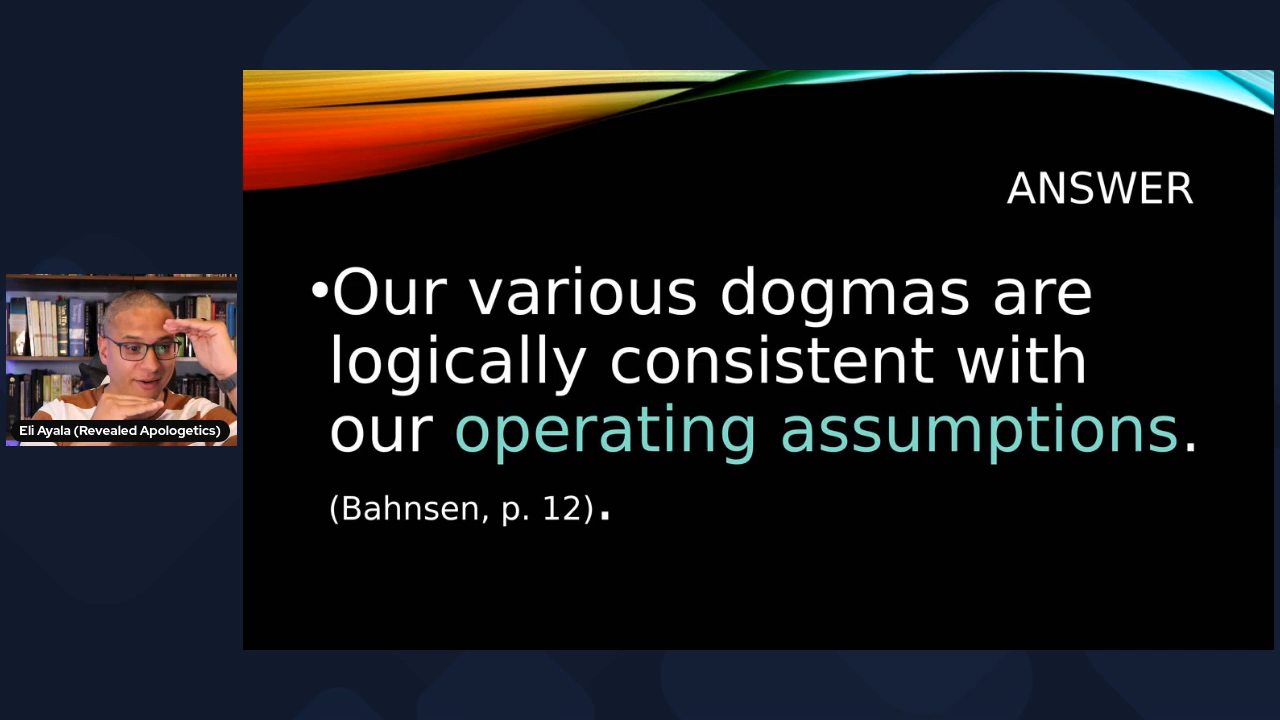 ANSWER
•Our various dogmas are
logically consistent with
our operating assumptions.
(Bahnsen, p. 12).
Eli Ayala (Revealed Apologetics)